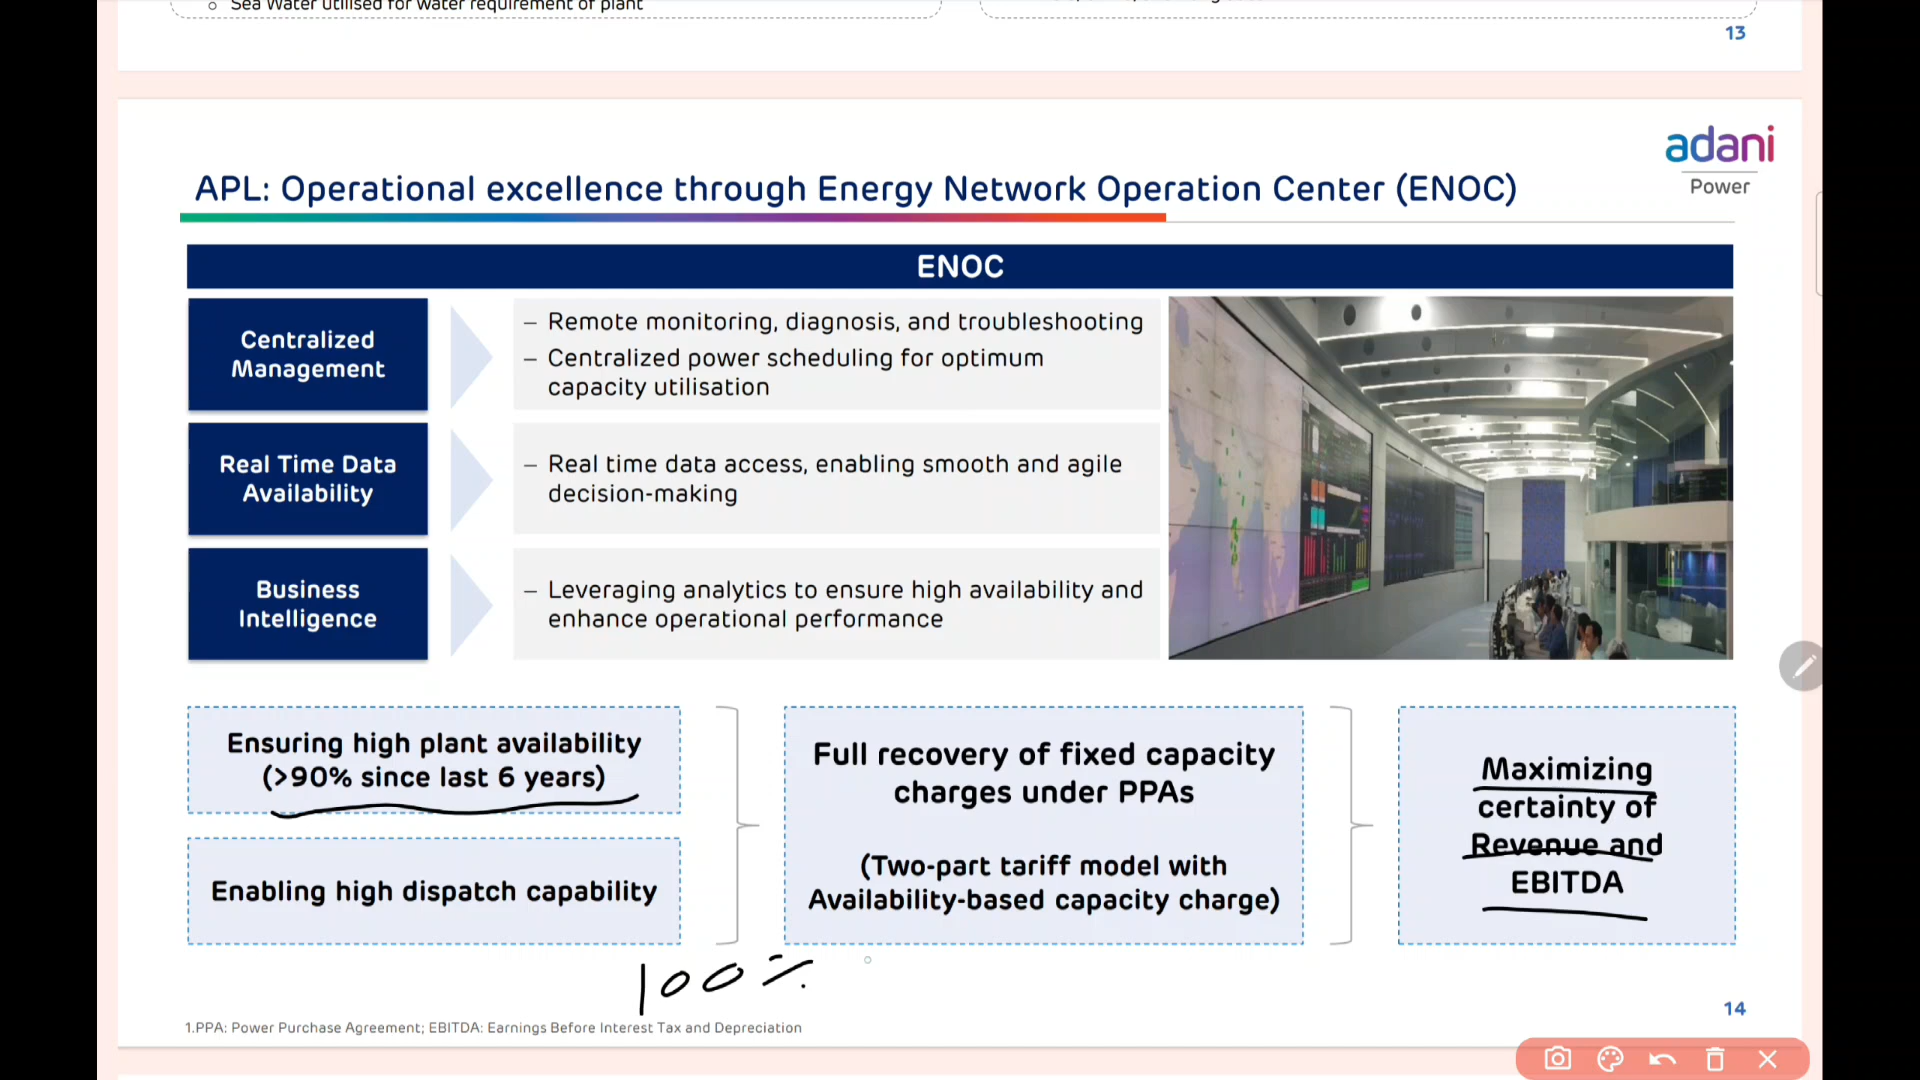 Sea Water utilised for water requirement of plant
13
adani
Power
APL: Operational excellence through Energy Network Operation Center (ENOC)
ENOC
Centralized
Management
– Remote monitoring, diagnosis, and troubleshooting
– Centralized power scheduling for optimum
capacity utilisation
Real Time Data
Availability
– Real time data access, enabling smooth and agile
decision-making
Business
Intelligence
– Leveraging analytics to ensure high availability and
enhance operational performance
Ensuring high plant availability
(>90% since last 6 years)
Enabling high dispatch capability
Full recovery of fixed capacity
charges under PPAs
(Two-part tariff model with
Availability-based capacity charge)
Maximizing
certainty of
Revenue and
EBITDA
100%
14
1.PPA: Power Purchase Agreement; EBITDA: Earnings Before Interest Tax and Depreciation